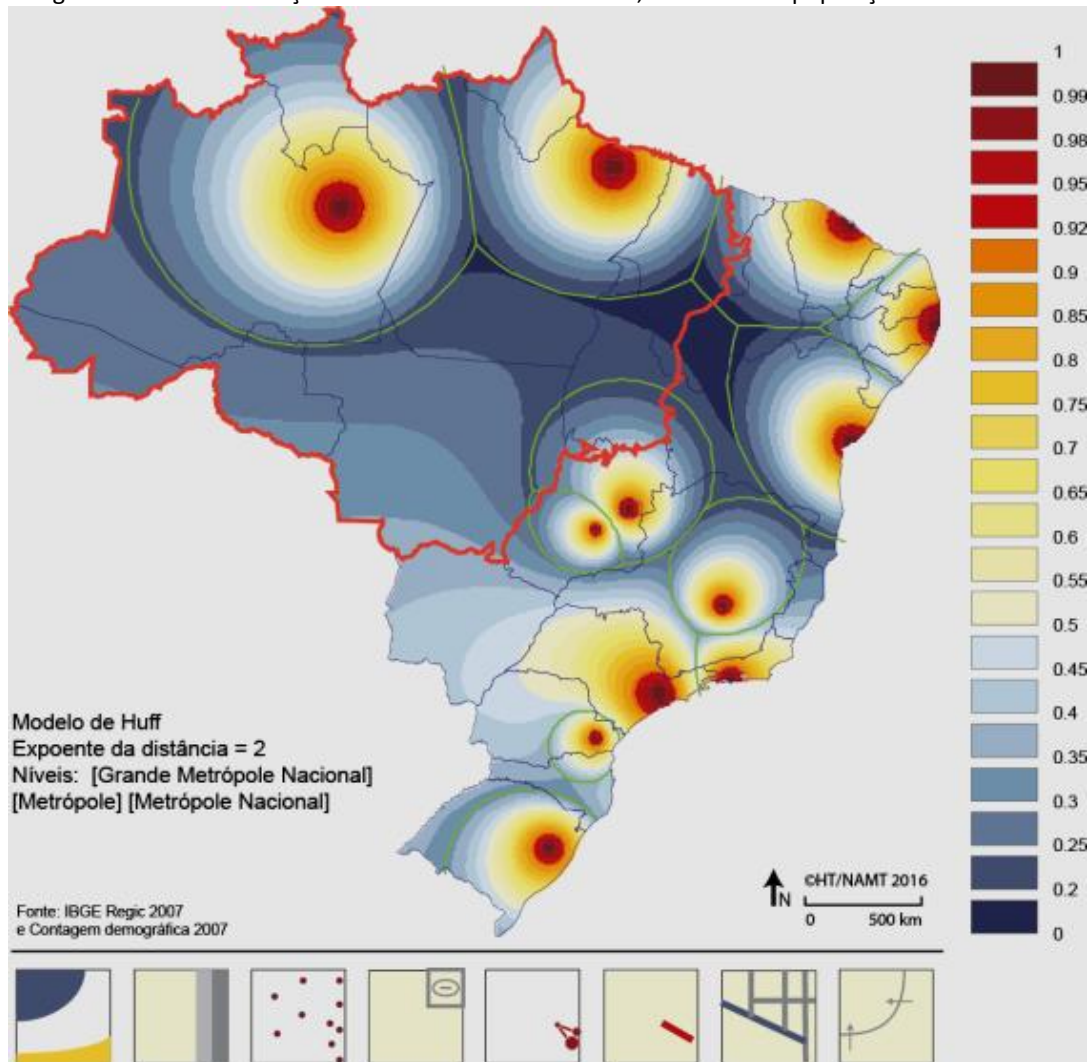 1
0.99
0.98
0.95
0.92
0.9
0.85
0.8
0.75
0.7
0.65
0.6
0.55
0.5
0.45
0.4
0.35
0.3
0.25
0.2
0
Modelo de Huff
Expoente da distância = 2
Níveis: [Grande Metrópole Nacional]
[Metrópole] [Metrópole Nacional]
N
©HT/NAMT 2016
0 500 km
Fonte: IBGE Regic 2007
e Contagem demográfica 2007